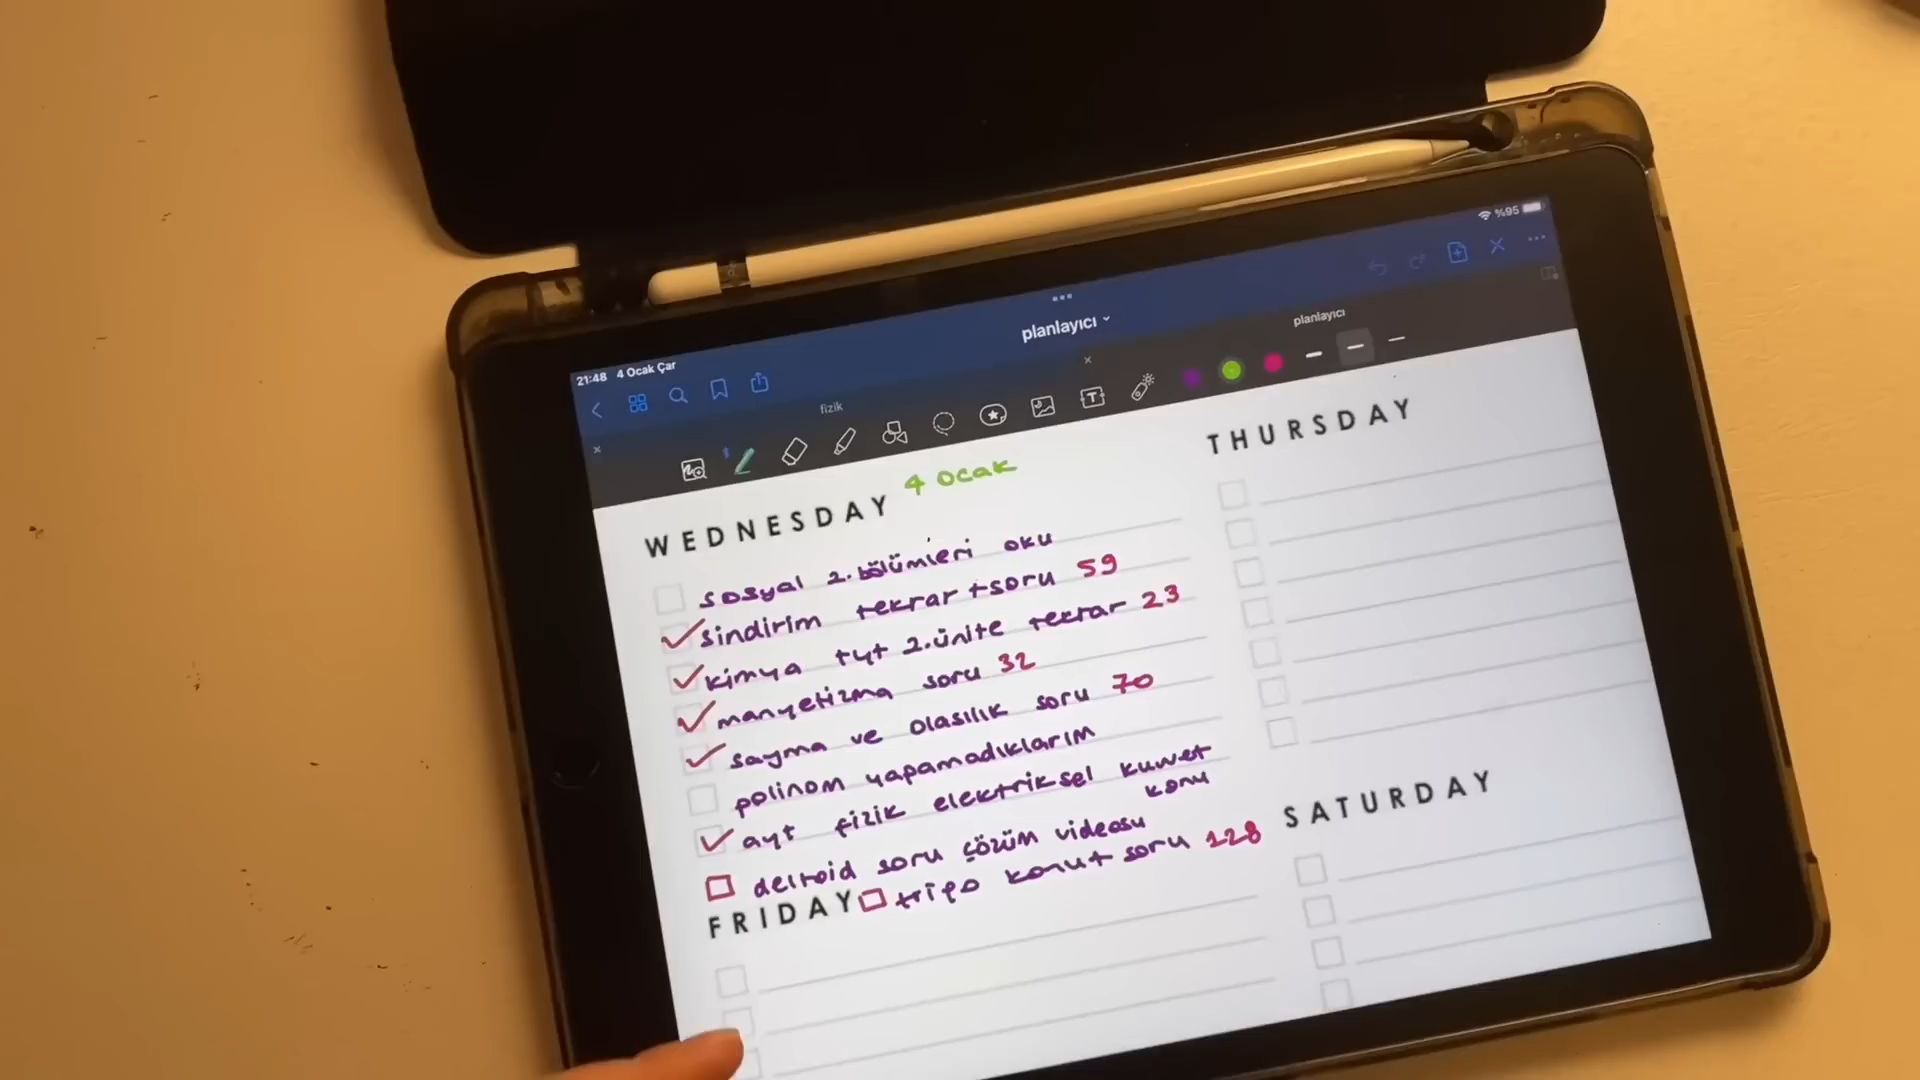 21:48 4 Ocak Çar
%95
planlayıcı
fizik
planlayıcı
WEDNESDAY 4 ocak
sosyal 2. bölümleri oku
sindirim tekrar + soru 59
kimya tyt 2. ünite tekrar 23
manyetizma soru 32
sayma ve olasılık soru 70
polinom yapamadıklarım
ayt fizik elektriksel kuvvet
konu
deltoid soru çözüm videosu
trigo konu + soru 128
THURSDAY
FRIDAY
SATURDAY